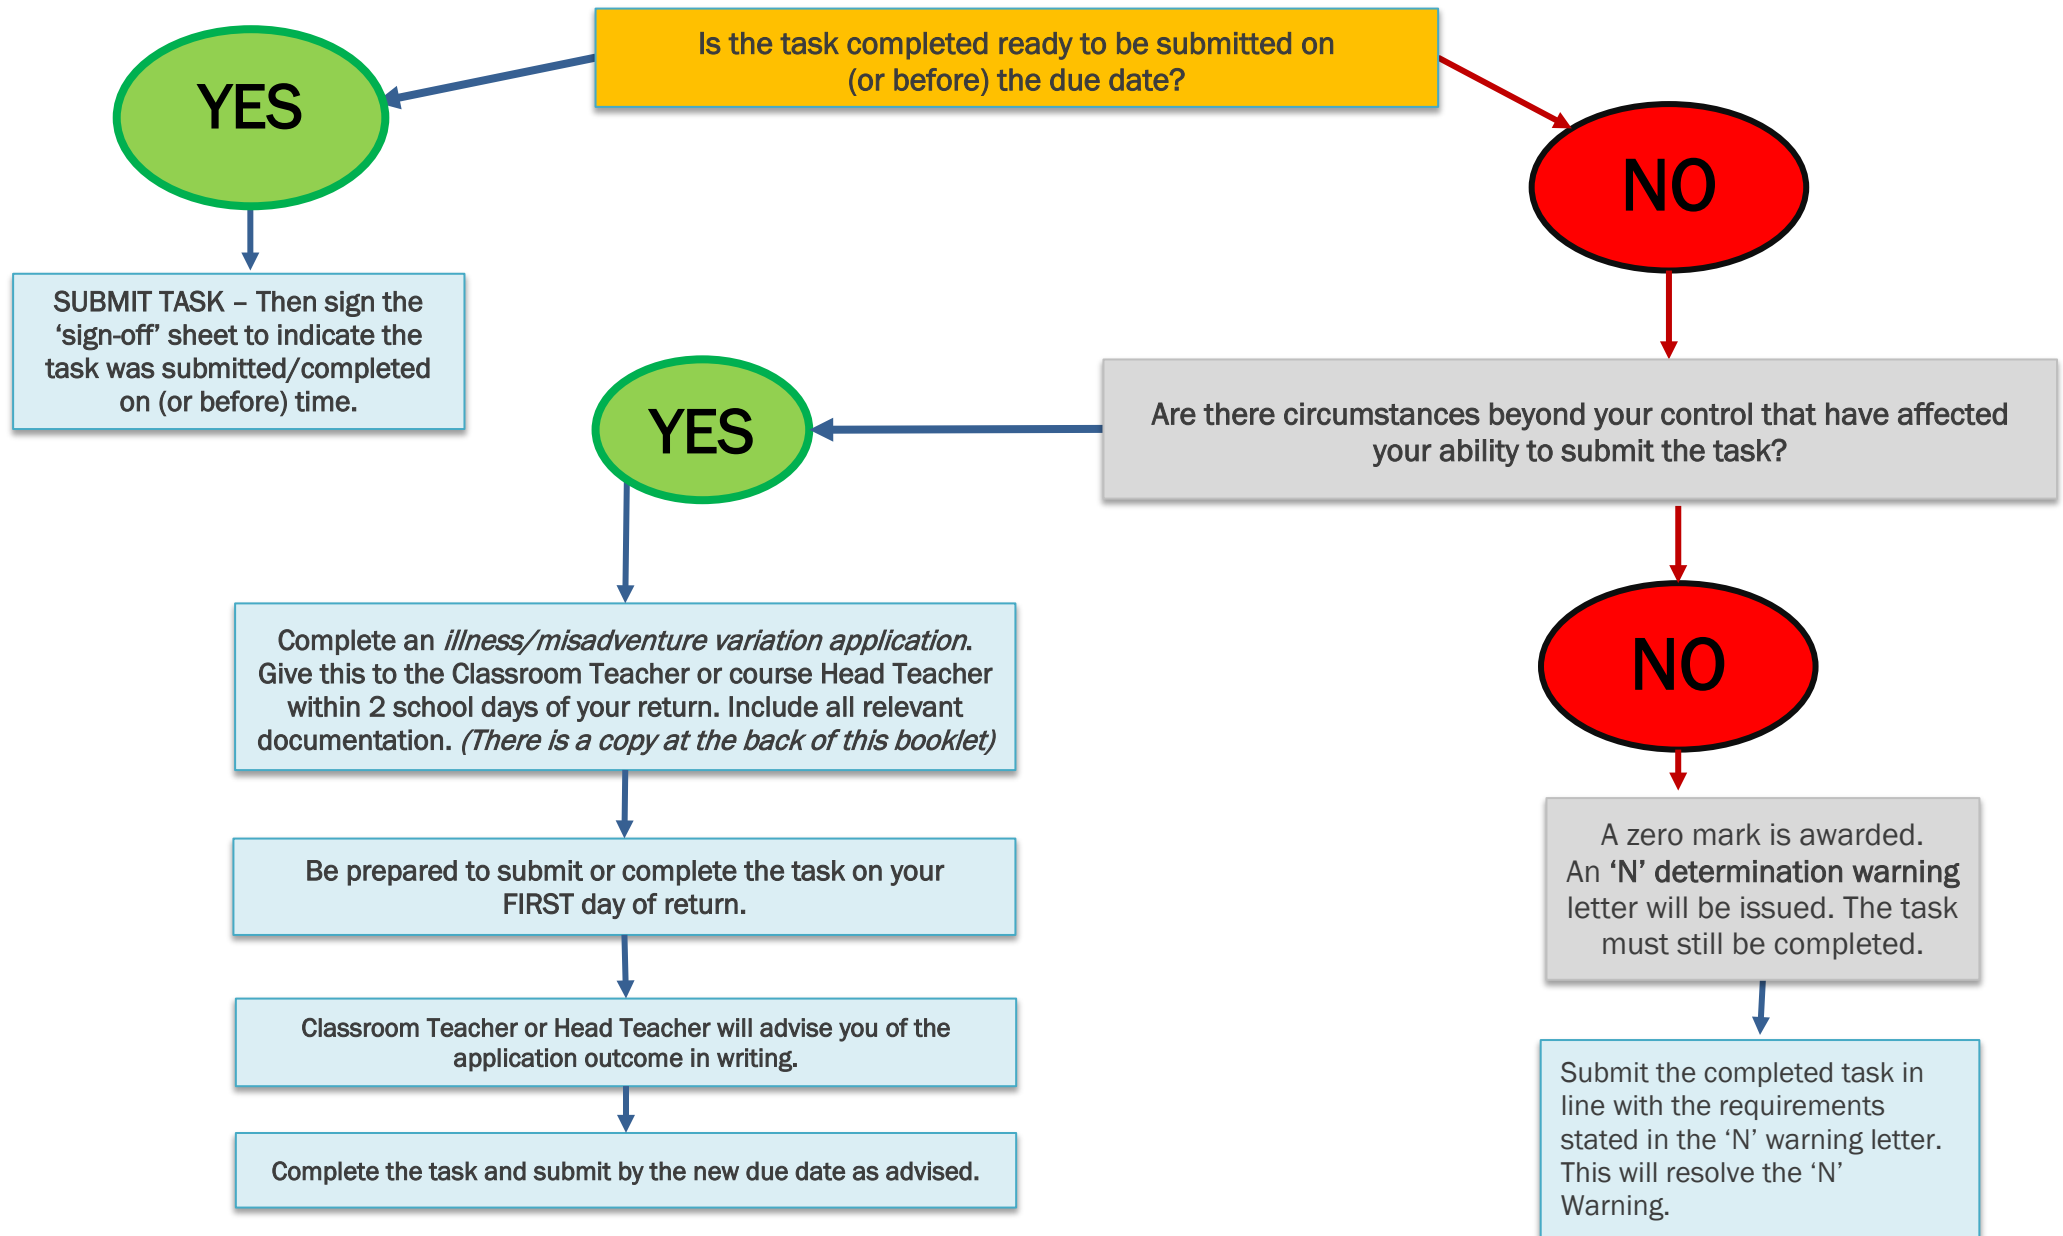 Is the task completed ready to be submitted on
(or before) the due date?
YES
NO
SUBMIT TASK – Then sign the
‘sign-off’ sheet to indicate the
task was submitted/completed
on (or before) time.
Are there circumstances beyond your control that have affected
your ability to submit the task?
YES
NO
Complete an illness/misadventure variation application.
Give this to the Classroom Teacher or course Head Teacher
within 2 school days of your return. Include all relevant
documentation. (There is a copy at the back of this booklet)
Be prepared to submit or complete the task on your
FIRST day of return.
Classroom Teacher or Head Teacher will advise you of the
application outcome in writing.
Complete the task and submit by the new due date as advised.
A zero mark is awarded.
An ‘N’ determination warning
letter will be issued. The task
must still be completed.
Submit the completed task in
line with the requirements
stated in the ‘N’ warning letter.
This will resolve the ‘N’
Warning.